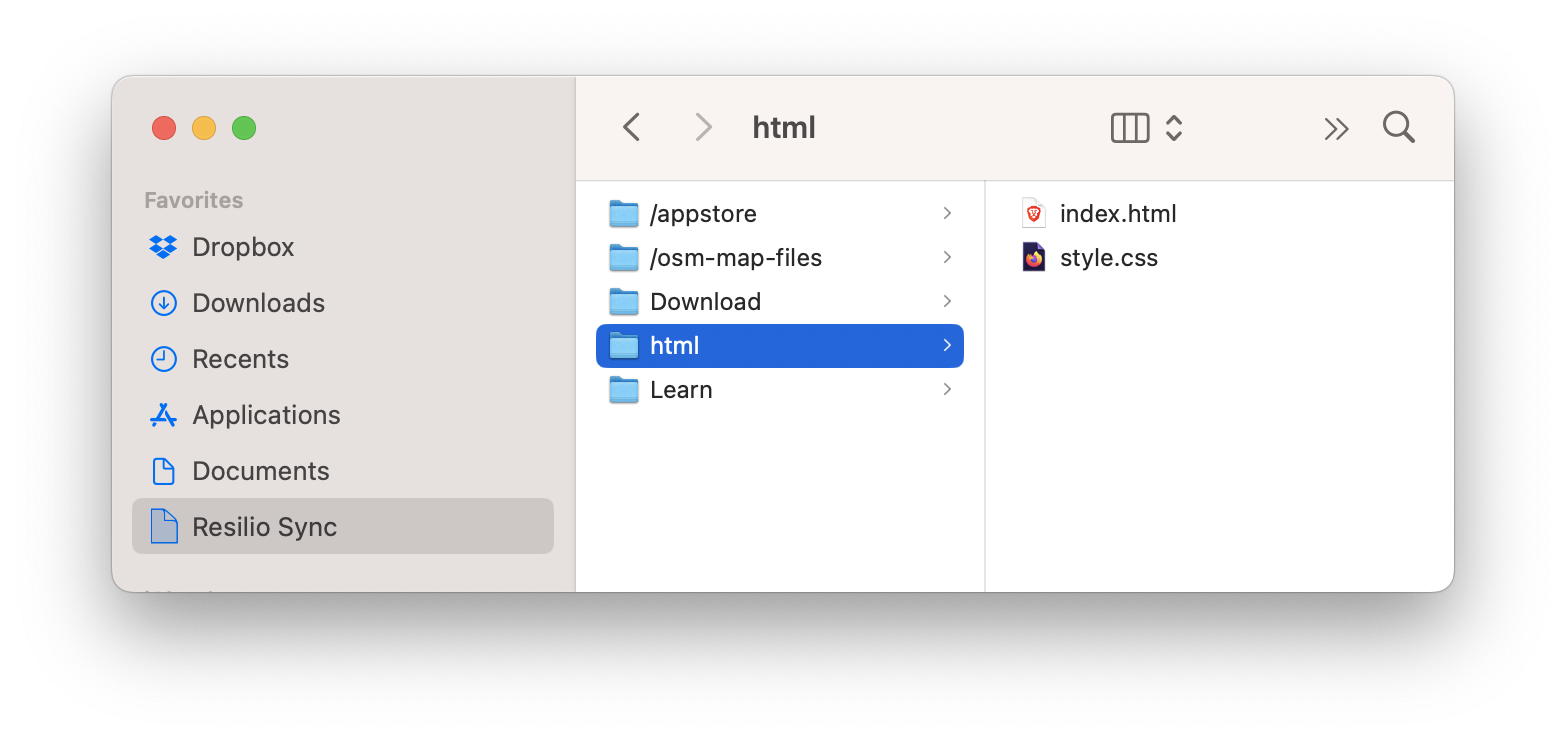 html
Favorites
Dropbox
Downloads
Recents
Applications
Documents
Resilio Sync
/appstore
/osm-map-files
Download
html
Learn
index.html
style.css